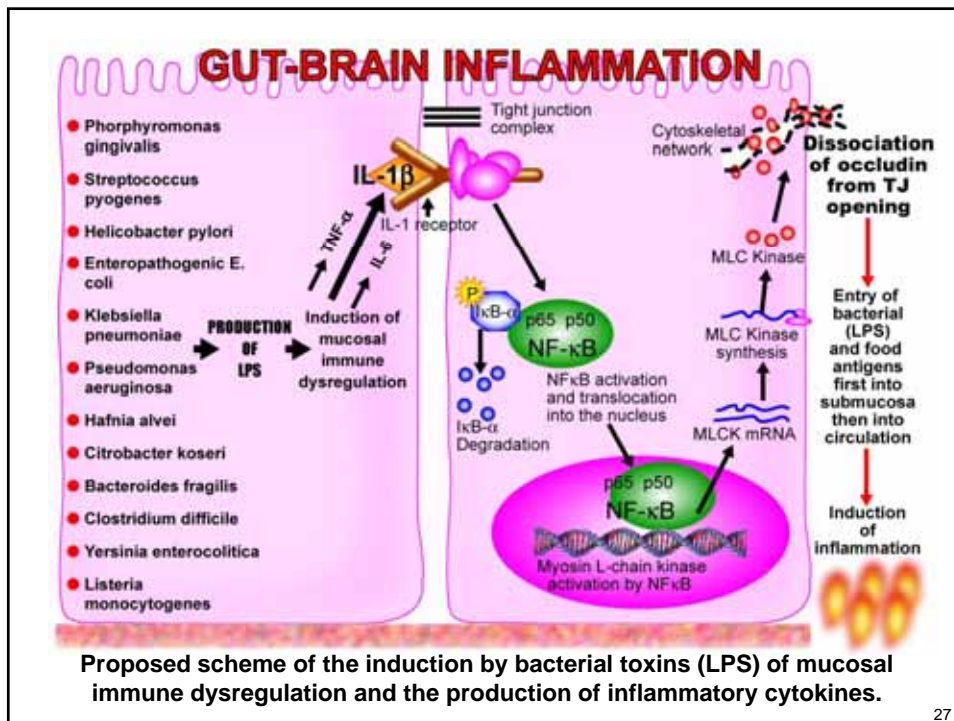 GUT-BRAIN INFLAMMATION
Phorphyromonas
gingivalis
Streptococcus
pyogenes
Helicobacter pylori
Enteropathogenic E.
coli
Klebsiella
pneumoniae
Pseudomonas
aeruginosa
Hafnia alvei
Citrobacter koseri
Bacteroides fragilis
Clostridium difficile
Yersinia enterocolitica
Listeria
monocytogenes
PRODUCTION
OF
LPS
Induction of
mucosal
immune
dysregulation
TNF-α
IL-6
IL-1β
IL-1 receptor
Tight junction
complex
P
IκB-α
IκB-α
Degradation
p65 p50
NF-κB
NFκB activation
and translocation
into the nucleus
p65 p50
NF-κB
Myosin L-chain kinase
activation by NFκB
MLCK mRNA
MLC Kinase
synthesis
MLC Kinase
Cytoskeletal
network
Dissociation
of occludin
from TJ
opening
Entry of
bacterial
(LPS)
and food
antigens
first into
submucosa
then into
circulation
Induction
of
inflammation
Proposed scheme of the induction by bacterial toxins (LPS) of mucosal
immune dysregulation and the production of inflammatory cytokines.
27